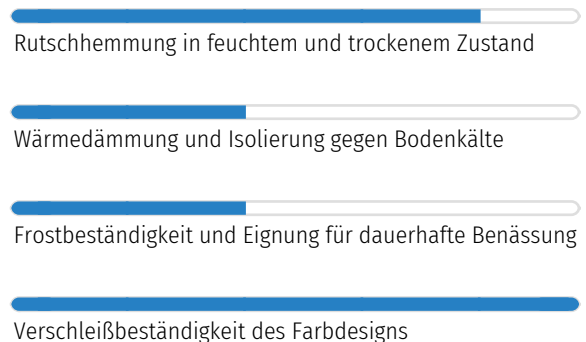 Rutschhemmung in feuchtem und trockenem Zustand
Wärmedämmung und Isolierung gegen Bodenkälte
Frostbeständigkeit und Eignung für dauerhafte Benässung
Verschleißbeständigkeit des Farbdesigns